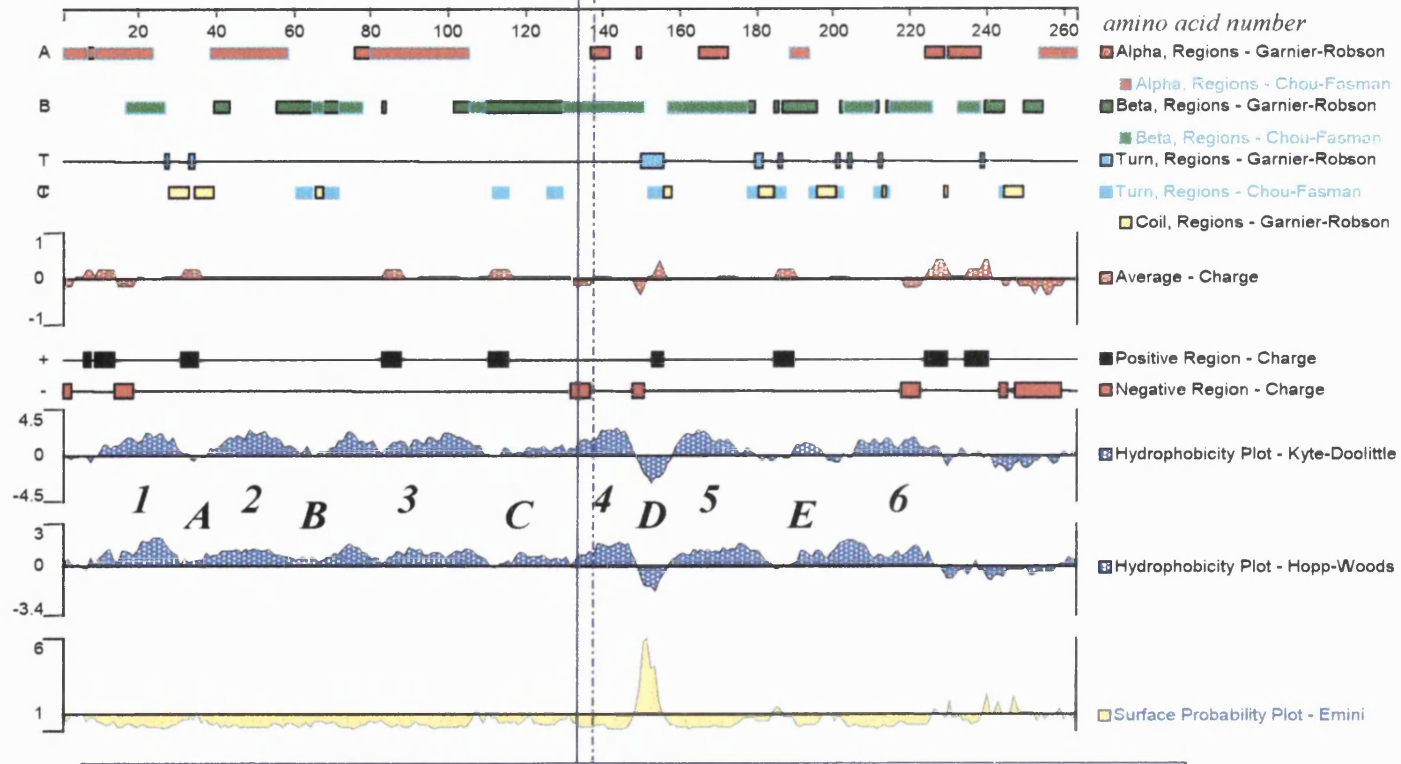 20 40 60 80 100 120 140 160 180 200 220 240 260
amino acid number
A
Alpha, Regions - Garnier-Robson
Alpha, Regions - Chou-Fasman
B
Beta, Regions - Garnier-Robson
Beta, Regions - Chou-Fasman
T
Turn, Regions - Garnier-Robson
Turn, Regions - Chou-Fasman
Coil, Regions - Garnier-Robson
1
0
-1
Average - Charge
+
Positive Region - Charge
-
Negative Region - Charge
4.5
0
-4.5
Hydrophobicity Plot - Kyte-Doolittle
1 A 2 B 3 C 4 D 5 E 6
3
0
-3.4
Hydrophobicity Plot - Hopp-Woods
6
1
Surface Probability Plot - Emini